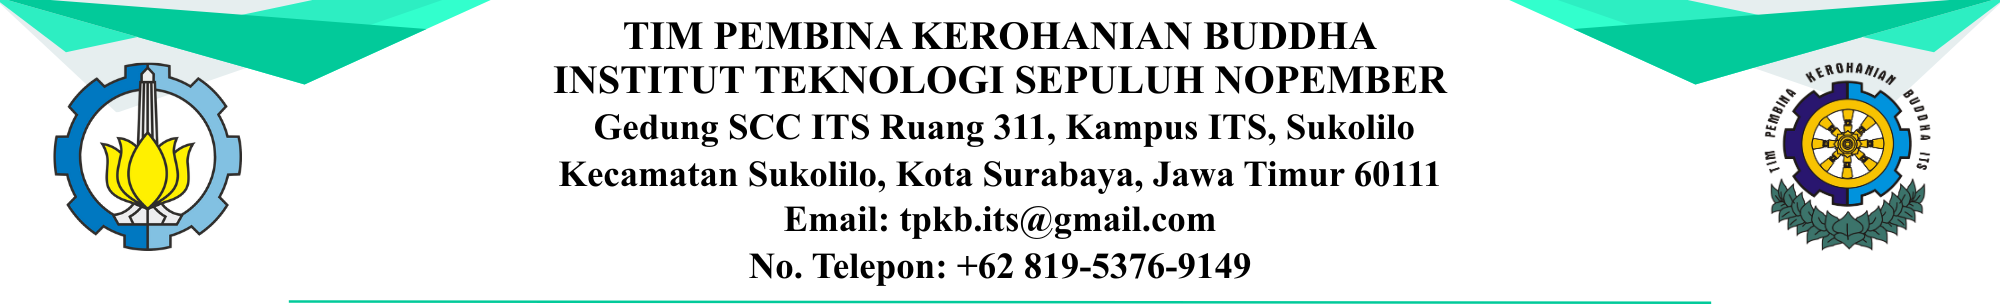 TIM PEMBINA KEROHANIAN BUDDHA
INSTITUT TEKNOLOGI SEPULUH NOPEMBER
Gedung SCC ITS Ruang 311, Kampus ITS, Sukolilo
Kecamatan Sukolilo, Kota Surabaya, Jawa Timur 60111
Email: tpkb.its@gmail.com
No. Telepon: +62 819-5376-9149
TIM PEMBINA KEROHANIAN BUDDHA ITS